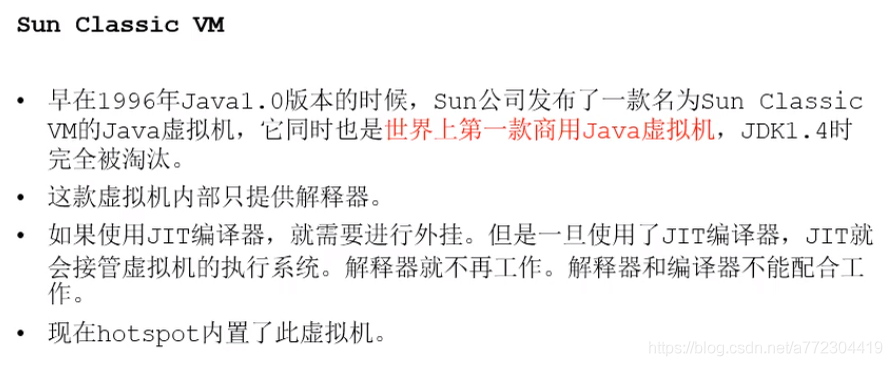 Sun Classic VM
• 早在1996年Java1.0版本的时候，Sun公司发布了一款名为Sun Classic
VM的Java虚拟机，它同时也是世界上第一款商用Java虚拟机，JDK1.4时
完全被淘汰。
• 这款虚拟机内部只提供解释器。
• 如果使用JIT编译器，就需要进行外挂。但是一旦使用了JIT编译器，JIT就
会接管虚拟机的执行系统。解释器就不再工作。解释器和编译器不能配合工
作。
• 现在hotspot内置了此虚拟机。
https://blog.csdn.net/a772304419